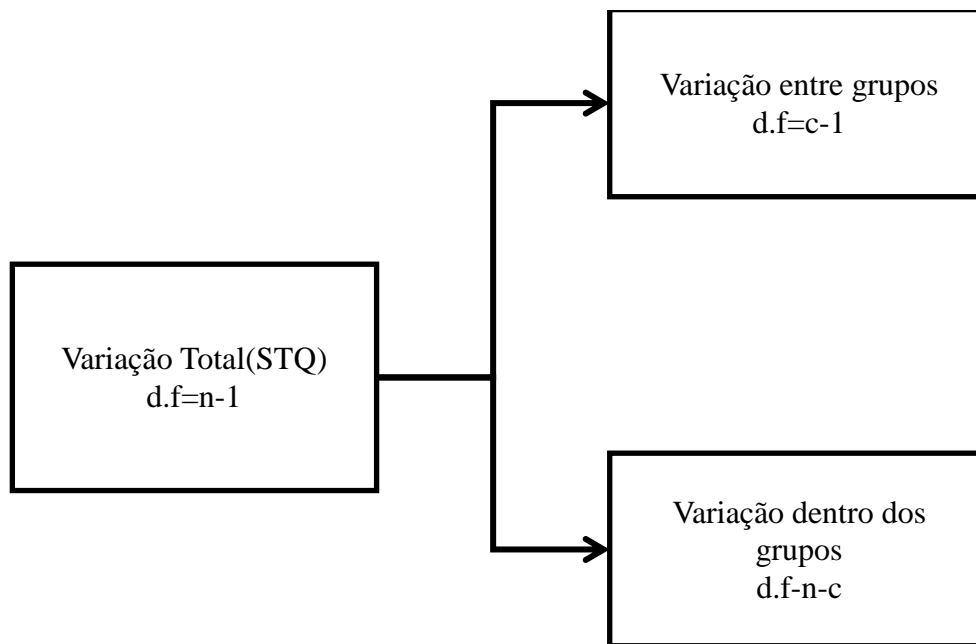 Variação entre grupos
d.f=c-1
Variação Total(STQ)
d.f=n-1
Variação dentro dos
grupos
d.f-n-c